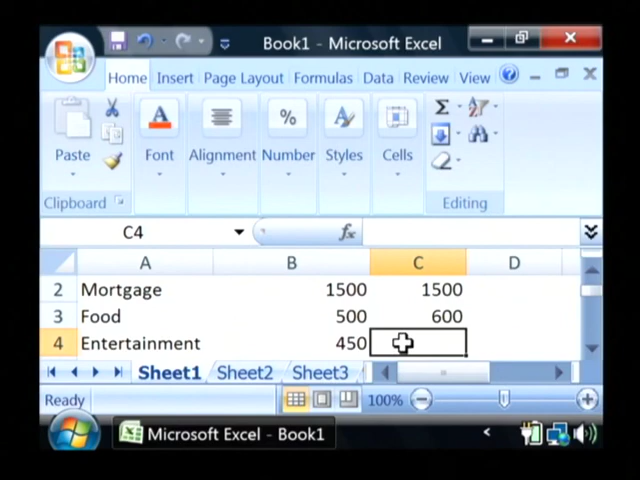 Book1 - Microsoft Excel
Home Insert Page Layout Formulas Data Review View
Paste Font Alignment Number Styles Cells
Clipboard Editing
C4 fx
A B C D
2 Mortgage 1500 1500
3 Food 500 600
4 Entertainment 450
Sheet1 Sheet2 Sheet3
Ready 100%
Microsoft Excel - Book1